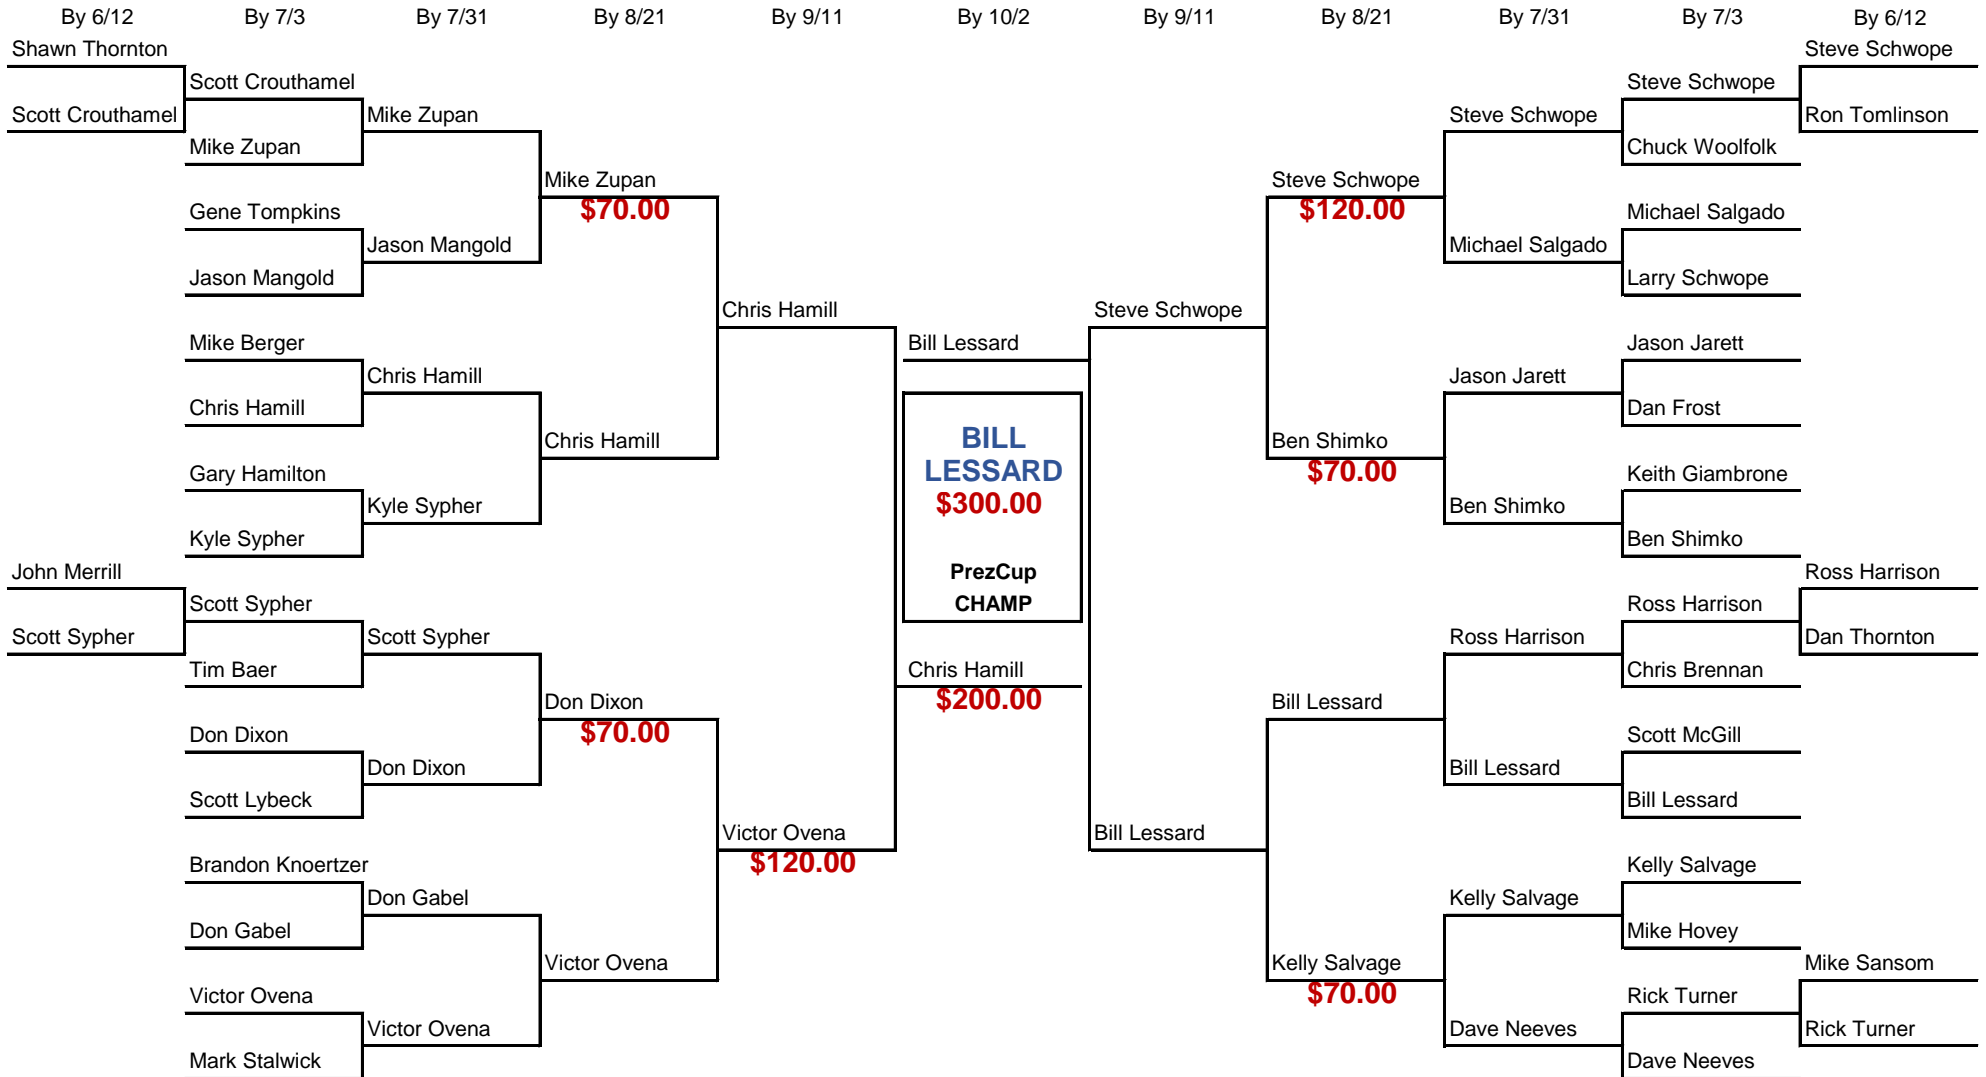 By 6/12 By 7/3 By 7/31 By 8/21 By 9/11 By 10/2 By 9/11 By 8/21 By 7/31 By 7/3 By 6/12
Shawn Thornton Steve Schwope
Scott Crouthamel Steve Schwope
Scott Crouthamel Mike Zupan Steve Schwope Ron Tomlinson
Mike Zupan Chuck Woolfolk
Mike Zupan Steve Schwope
$70.00 $120.00
Gene Tompkins Michael Salgado
Jason Mangold Michael Salgado
Jason Mangold Larry Schwope
Chris Hamill Steve Schwope
Mike Berger Bill Lessard Jason Jarett
Chris Hamill Jason Jarett
Chris Hamill Dan Frost
Chris Hamill BILL Ben Shimko
LESSARD $70.00
Gary Hamilton Keith Giambrone
$300.00
Kyle Sypher Ben Shimko
Kyle Sypher Ben Shimko
John Merrill PrezCup Ross Harrison
Scott Sypher CHAMP Ross Harrison
Scott Sypher Scott Sypher Ross Harrison Dan Thornton
Tim Baer Chris Hamill Chris Brennan
Don Dixon $200.00 Bill Lessard
$70.00
Don Dixon Scott McGill
Don Dixon Bill Lessard
Scott Lybeck Bill Lessard
Victor Ovena Bill Lessard
$120.00
Brandon Knoertzer Kelly Salvage
Don Gabel Kelly Salvage
Don Gabel Mike Hovey
Victor Ovena Kelly Salvage Mike Sansom
$70.00
Victor Ovena Rick Turner
Victor Ovena Dave Neeves Rick Turner
Mark Stalwick Dave Neeves